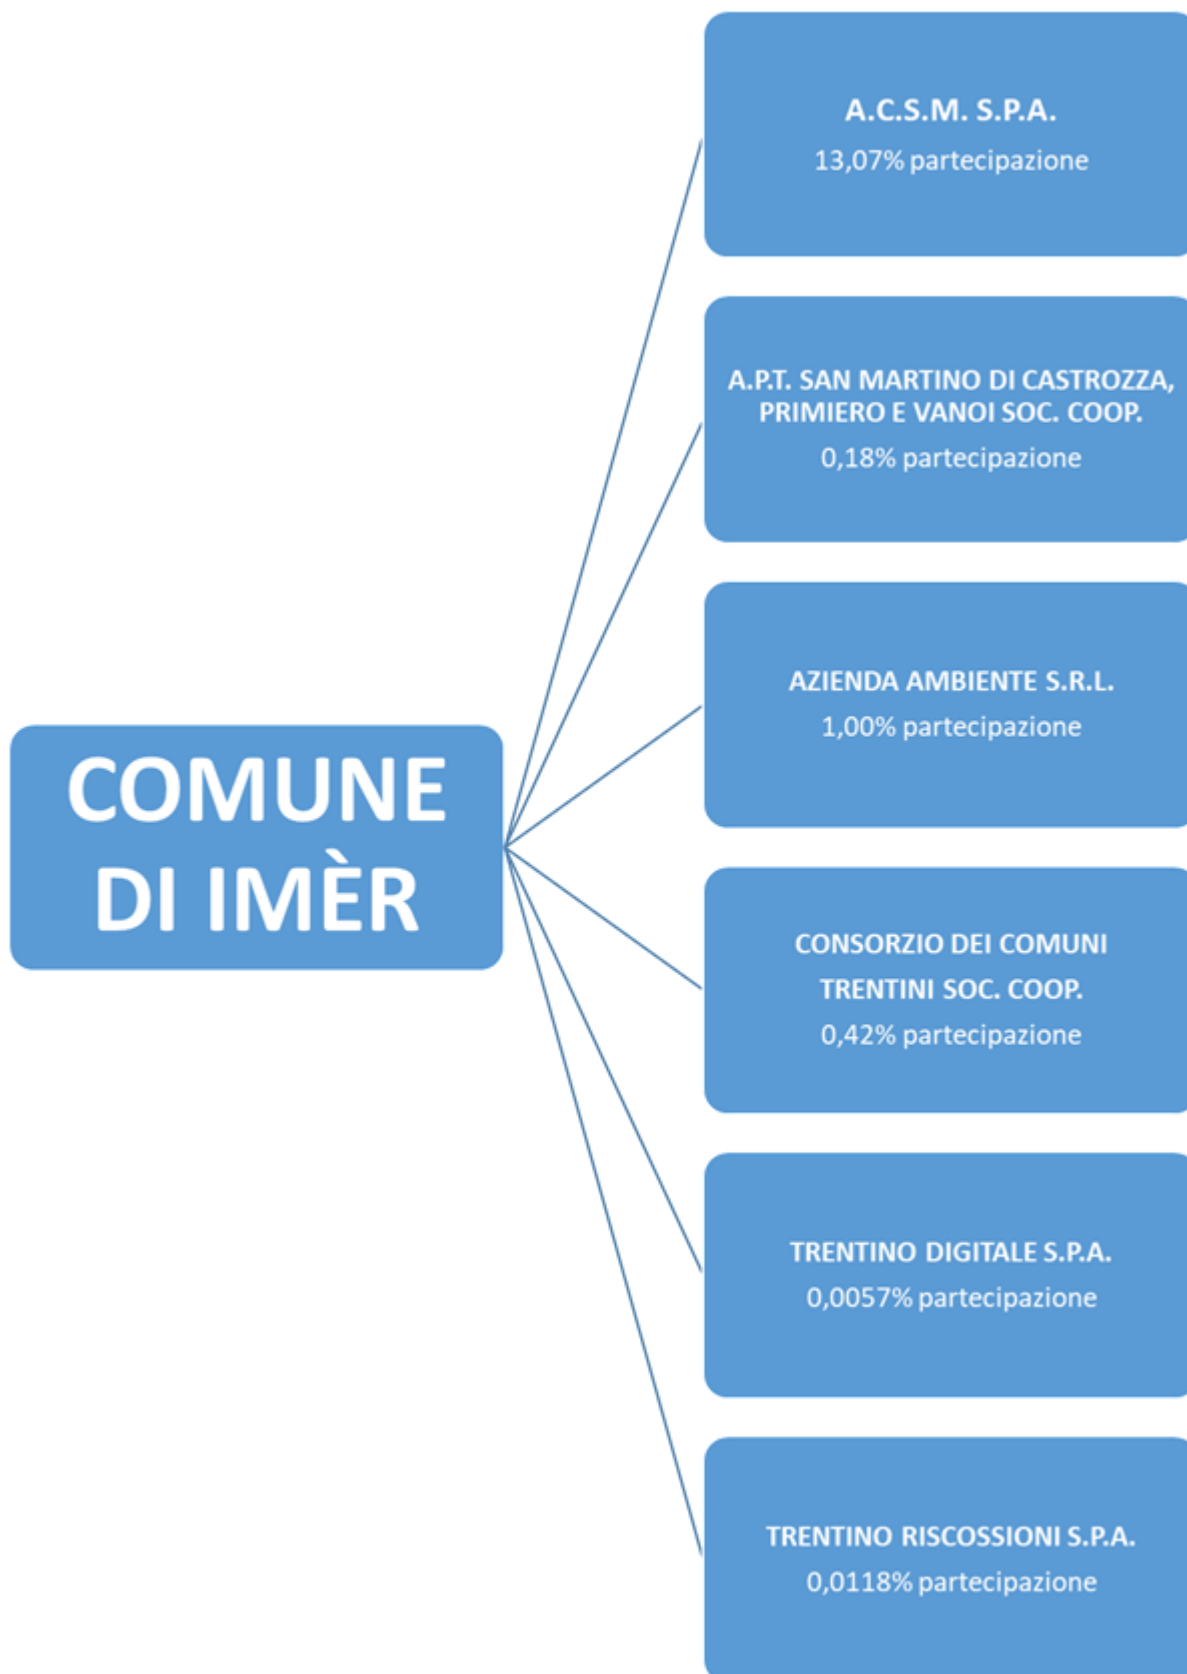 COMUNE
DI IMÈR
A.C.S.M. S.P.A.
13,07% partecipazione
A.P.T. SAN MARTINO DI CASTROZZA,
PRIMIERO E VANOI SOC. COOP.
0,18% partecipazione
AZIENDA AMBIENTE S.R.L.
1,00% partecipazione
CONSORZIO DEI COMUNI
TRENTINI SOC. COOP.
0,42% partecipazione
TRENTINO DIGITALE S.P.A.
0,0057% partecipazione
TRENTINO RISCOSSIONI S.P.A.
0,0118% partecipazione